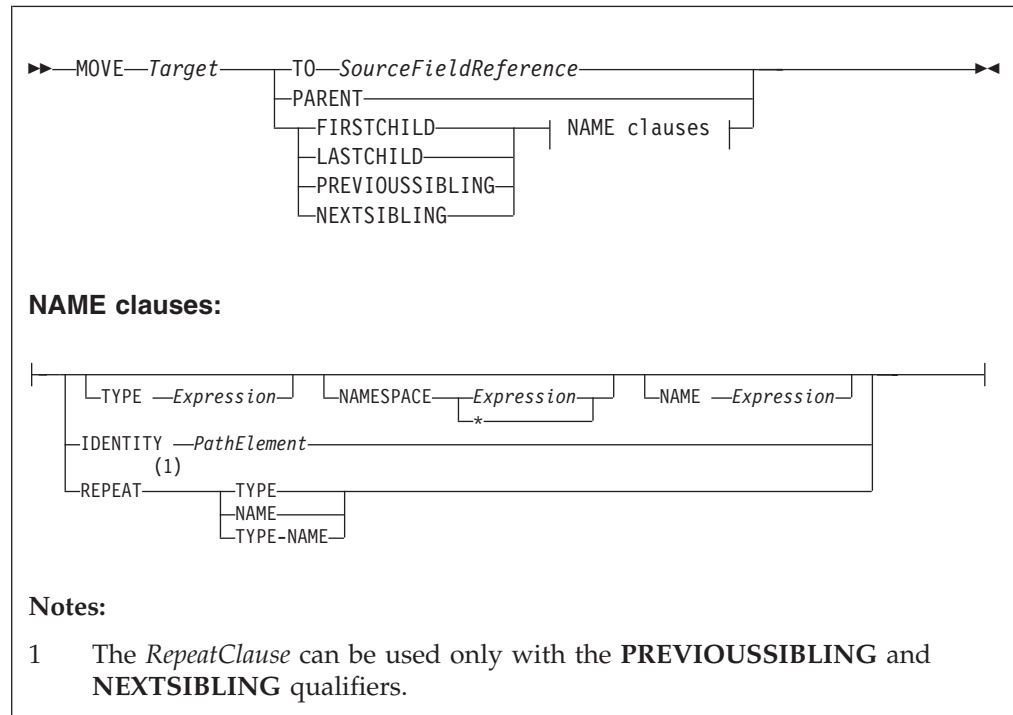 MOVE Target TO SourceFieldReference
PARENT
FIRSTCHILD NAME clauses
LASTCHILD
PREVIOUSSIBLING
NEXTSIBLING
NAME clauses:
TYPE Expression NAMESPACE Expression NAME Expression
*
IDENTITY PathElement
(1)
REPEAT TYPE
NAME
TYPE-NAME
Notes:
1 The RepeatClause can be used only with the PREVIOUSSIBLING and
NEXTSIBLING qualifiers.